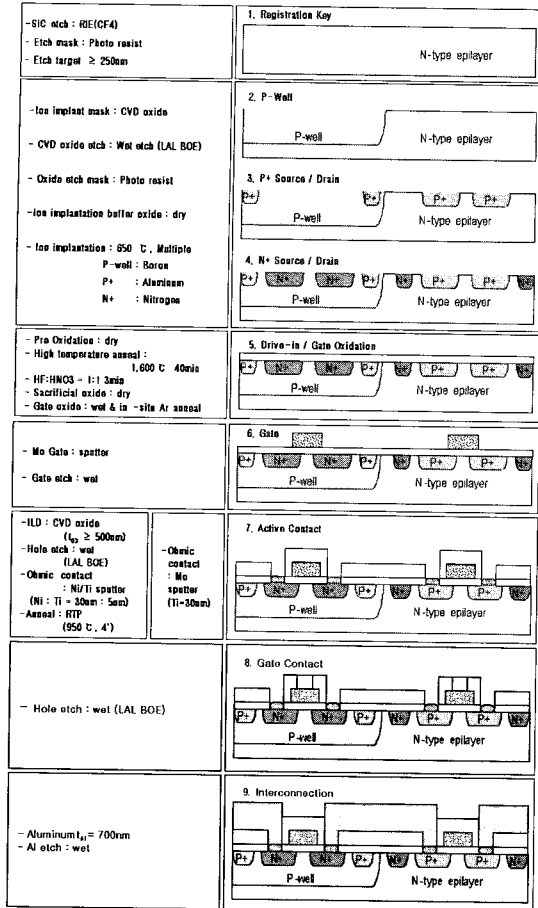 -SiC etch : RIE(CF4)
- Etch mask : Photo resist
- Etch target ≥ 250nm
1. Registration Key
N-type epilayer
-Ion implant mask : CVD oxide
- CVD oxide etch : Wet etch (LAL BOE)
- Oxide etch mask : Photo resist
-Ion implantation buffer oxide : dry
- Ion implantation : 650 ℃, Multiple
P-well : Boron
P+ : Aluminum
N+ : Nitrogen
2. P-Well
P-well
N-type epilayer
3. P+ Source / Drain
P+ P+ P+ P+
P-well
N-type epilayer
4. N+ Source / Drain
P+ N+ N+ P+ N+ P+ P+ N+
P-well
N-type epilayer
- Pre Oxidation : dry
- High temperature anneal :
1,600 ℃ 40min
- HF:HNO3 - 1:1 3min
- Sacrificial oxide : dry
- Gate oxide : wet & in -site Ar anneal
5. Drive-in / Gate Oxidation
P+ N+ N+ P+ N+ P+ P+ N+
P-well
N-type epilayer
- Mo Gate : sputter
- Gate etch : wet
6. Gate
P+ N+ N+ P+ N+ P+ P+ N+
P-well
N-type epilayer
-ILD : CVD oxide
≥ 500nm)
-Hole etch : wet
(LAL BOE)
-Ohmic contact
: Ni/Ti sputter
(Ni : Ti = 30nm : 5nm)
-Anneal : RTP
(950 ℃, 4')
-Ohmic
contact
: Mo
sputter
(Ti=30nm)
7. Active Contact
P+ N+ N+ P+ N+ P+ P+ N+
P-well
N-type epilayer
- Hole etch : wet (LAL BOE)
8. Gate Contact
P+ N+ N+ P+ N+ P+ P+ N+
P-well
N-type epilayer
- Aluminum tAl = 700nm
- Al etch : wet
9. Interconnection
P+ N+ N+ P+ N+ P+ P+ N+
P-well
N-type epilayer